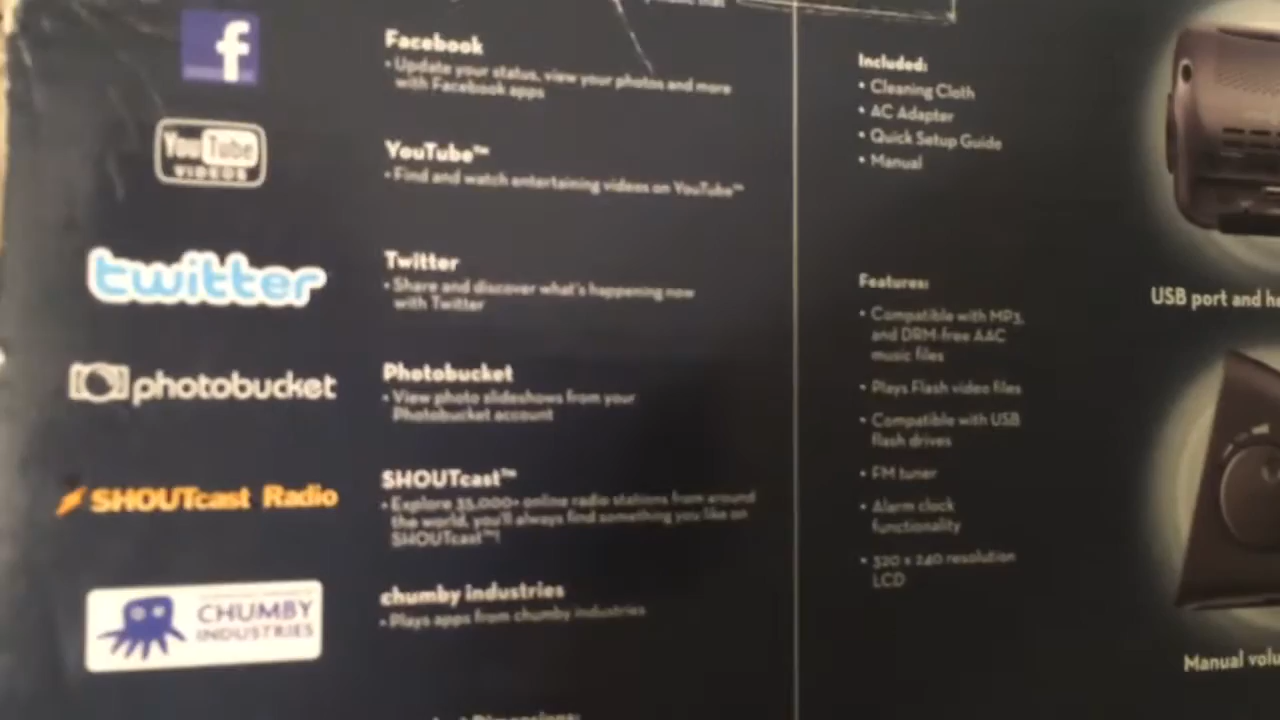 f
Facebook
• Update your status, view your photos and more
with Facebook apps
YouTube
VIDEOS
YouTube™
• Find and watch entertaining videos on YouTube™
twitter
Twitter
• Share and discover what's happening now
with Twitter
photobucket
Photobucket
• View photo slideshows from your
Photobucket account
SHOUTcast Radio
SHOUTcast™
• Explore 35,000+ online radio stations from around
the world, you'll always find something you like on
SHOUTcast™!
CHUMBY
INDUSTRIES
chumby industries
• Plays apps from chumby industries
Dimensions:
Included:
• Cleaning Cloth
• AC Adapter
• Quick Setup Guide
• Manual
Features:
• Compatible with MP3,
and DRM-free AAC
music files
• Plays Flash video files
• Compatible with USB
flash drives
• FM tuner
• Alarm clock
functionality
• 320 x 240 resolution
LCD
USB port and he
Manual volu